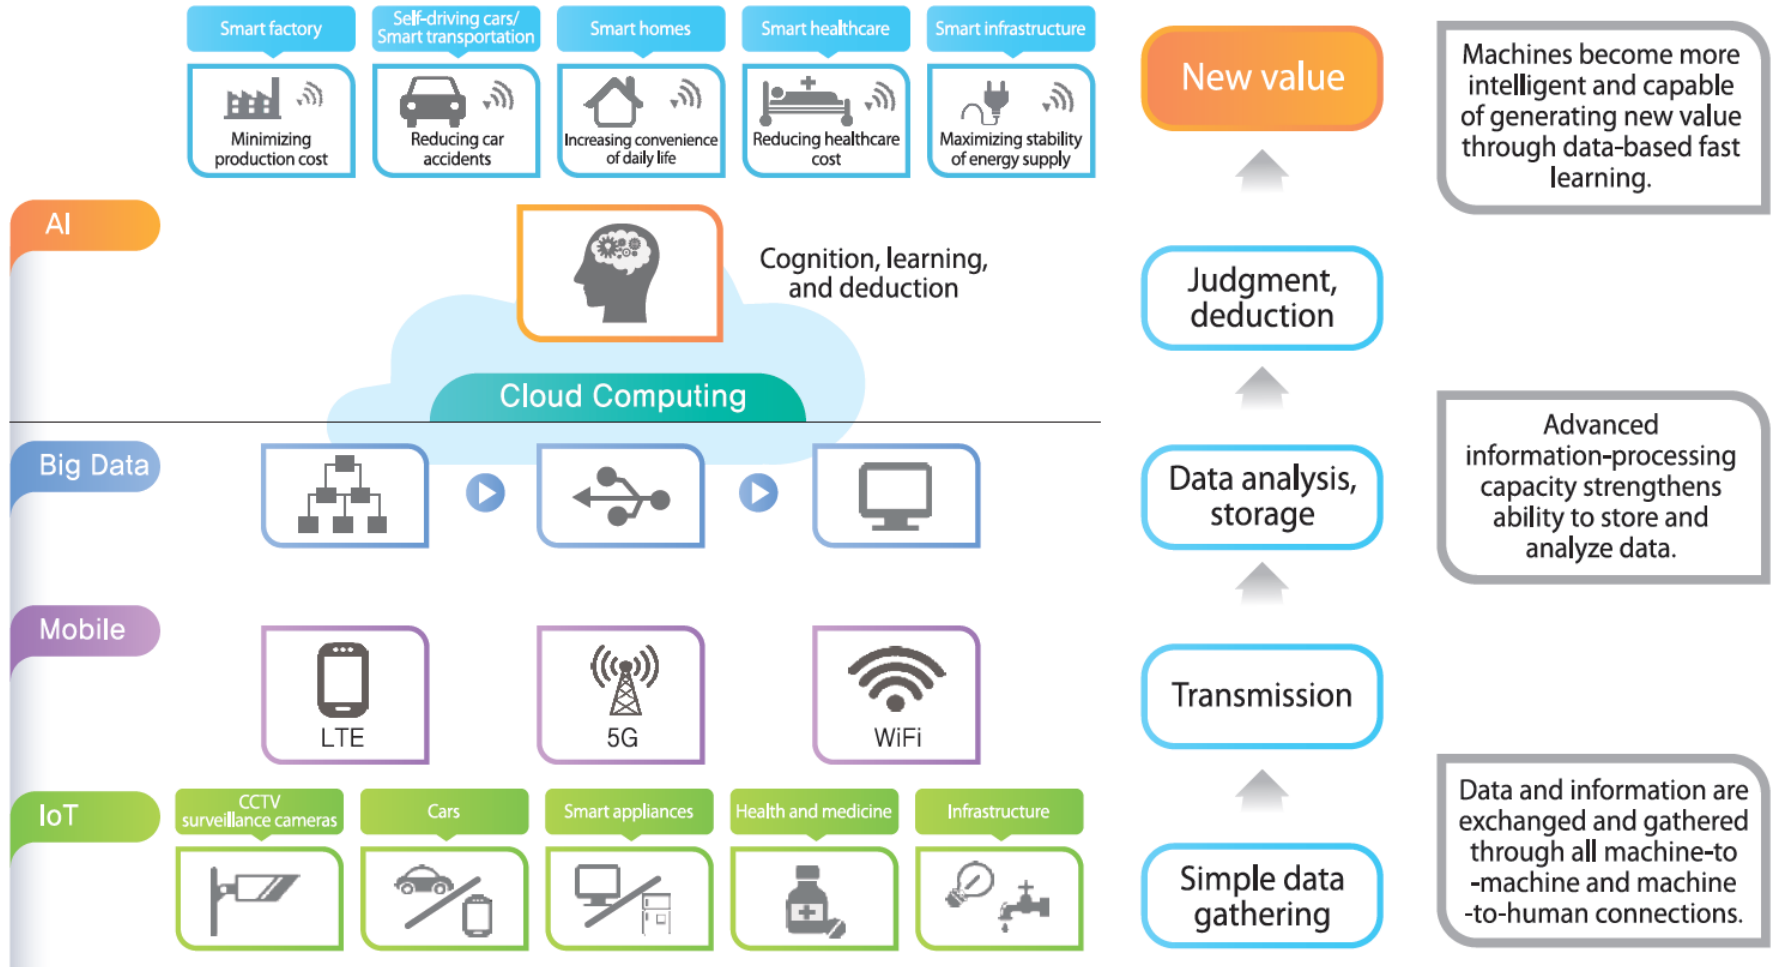 Smart factory
Self-driving cars/
Smart transportation
Smart homes
Smart healthcare
Smart infrastructure
Minimizing
production cost
Reducing car
accidents
Increasing convenience
of daily life
Reducing healthcare
cost
Maximizing stability
of energy supply
New value
Machines become more
intelligent and capable
of generating new value
through data-based fast
learning.
AI
Cognition, learning,
and deduction
Judgment,
deduction
Cloud Computing
Big Data
Data analysis,
storage
Advanced
information-processing
capacity strengthens
ability to store and
analyze data.
Mobile
LTE
5G
WiFi
Transmission
IoT
CCTV
surveillance cameras
Cars
Smart appliances
Health and medicine
Infrastructure
Simple data
gathering
Data and information are
exchanged and gathered
through all machine-to
-machine and machine
-to-human connections.